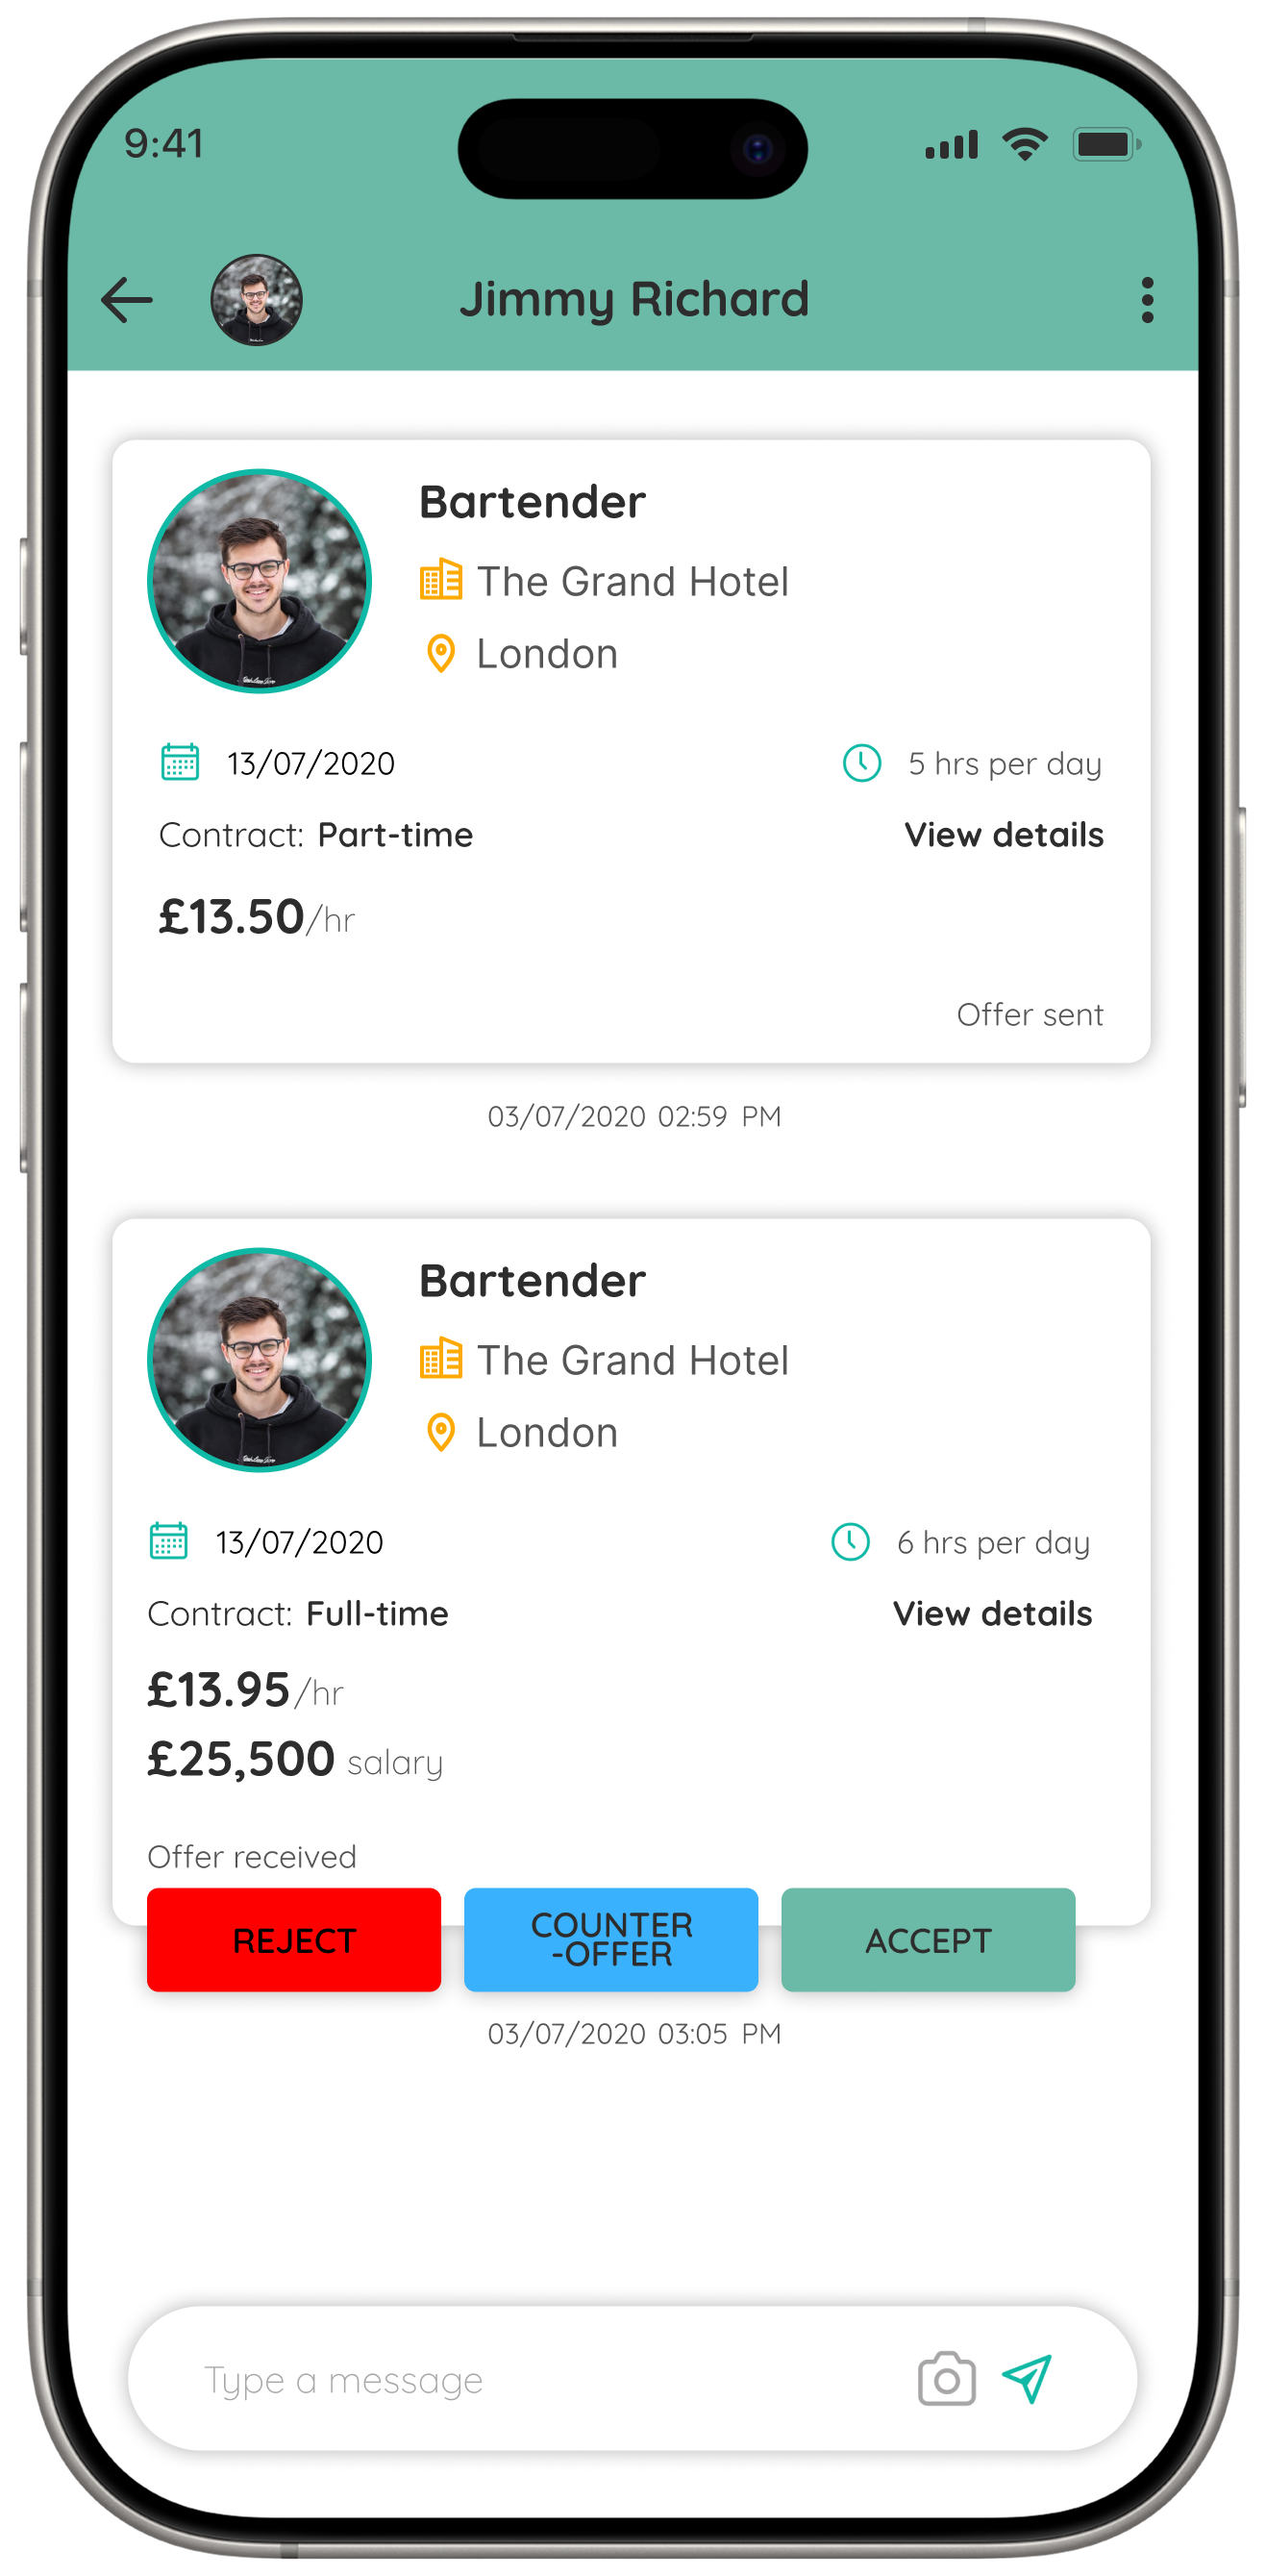 9:41
Jimmy Richard
Bartender
The Grand Hotel
London
13/07/2020 5 hrs per day
Contract: Part-time View details
£13.50/hr
Offer sent
03/07/2020 02:59 PM
Bartender
The Grand Hotel
London
13/07/2020 6 hrs per day
Contract: Full-time View details
£13.95/hr
£25,500 salary
Offer received
REJECT
COUNTER
-OFFER
ACCEPT
03/07/2020 03:05 PM
Type a message